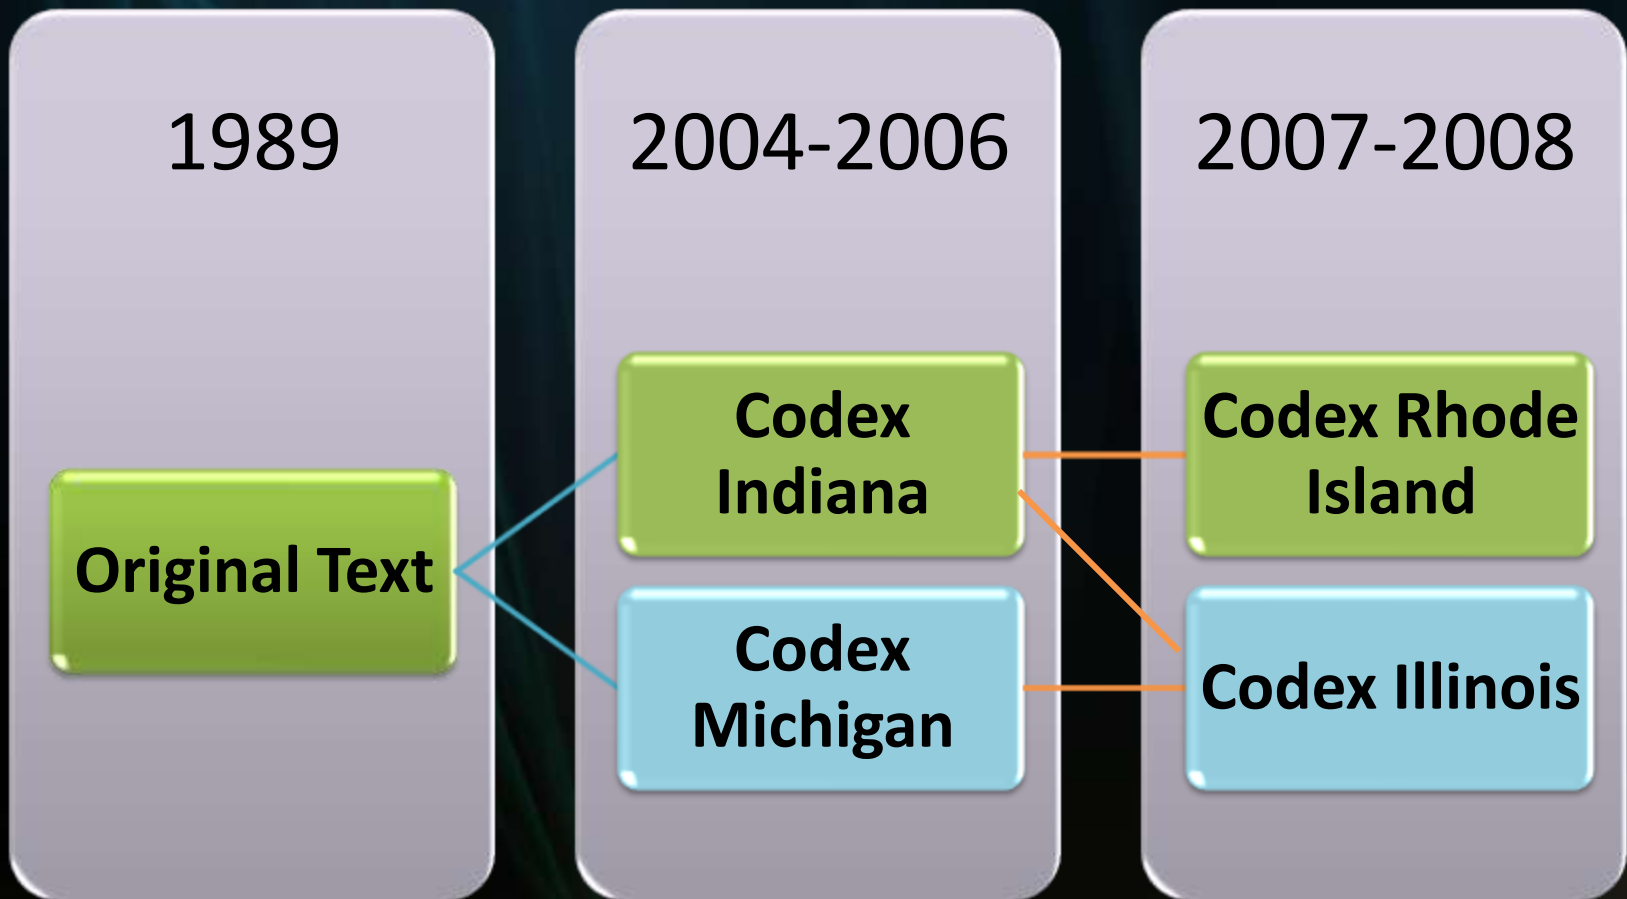 1989
Original Text
2004-2006
Codex
Indiana
Codex
Michigan
2007-2008
Codex Rhode
Island
Codex Illinois